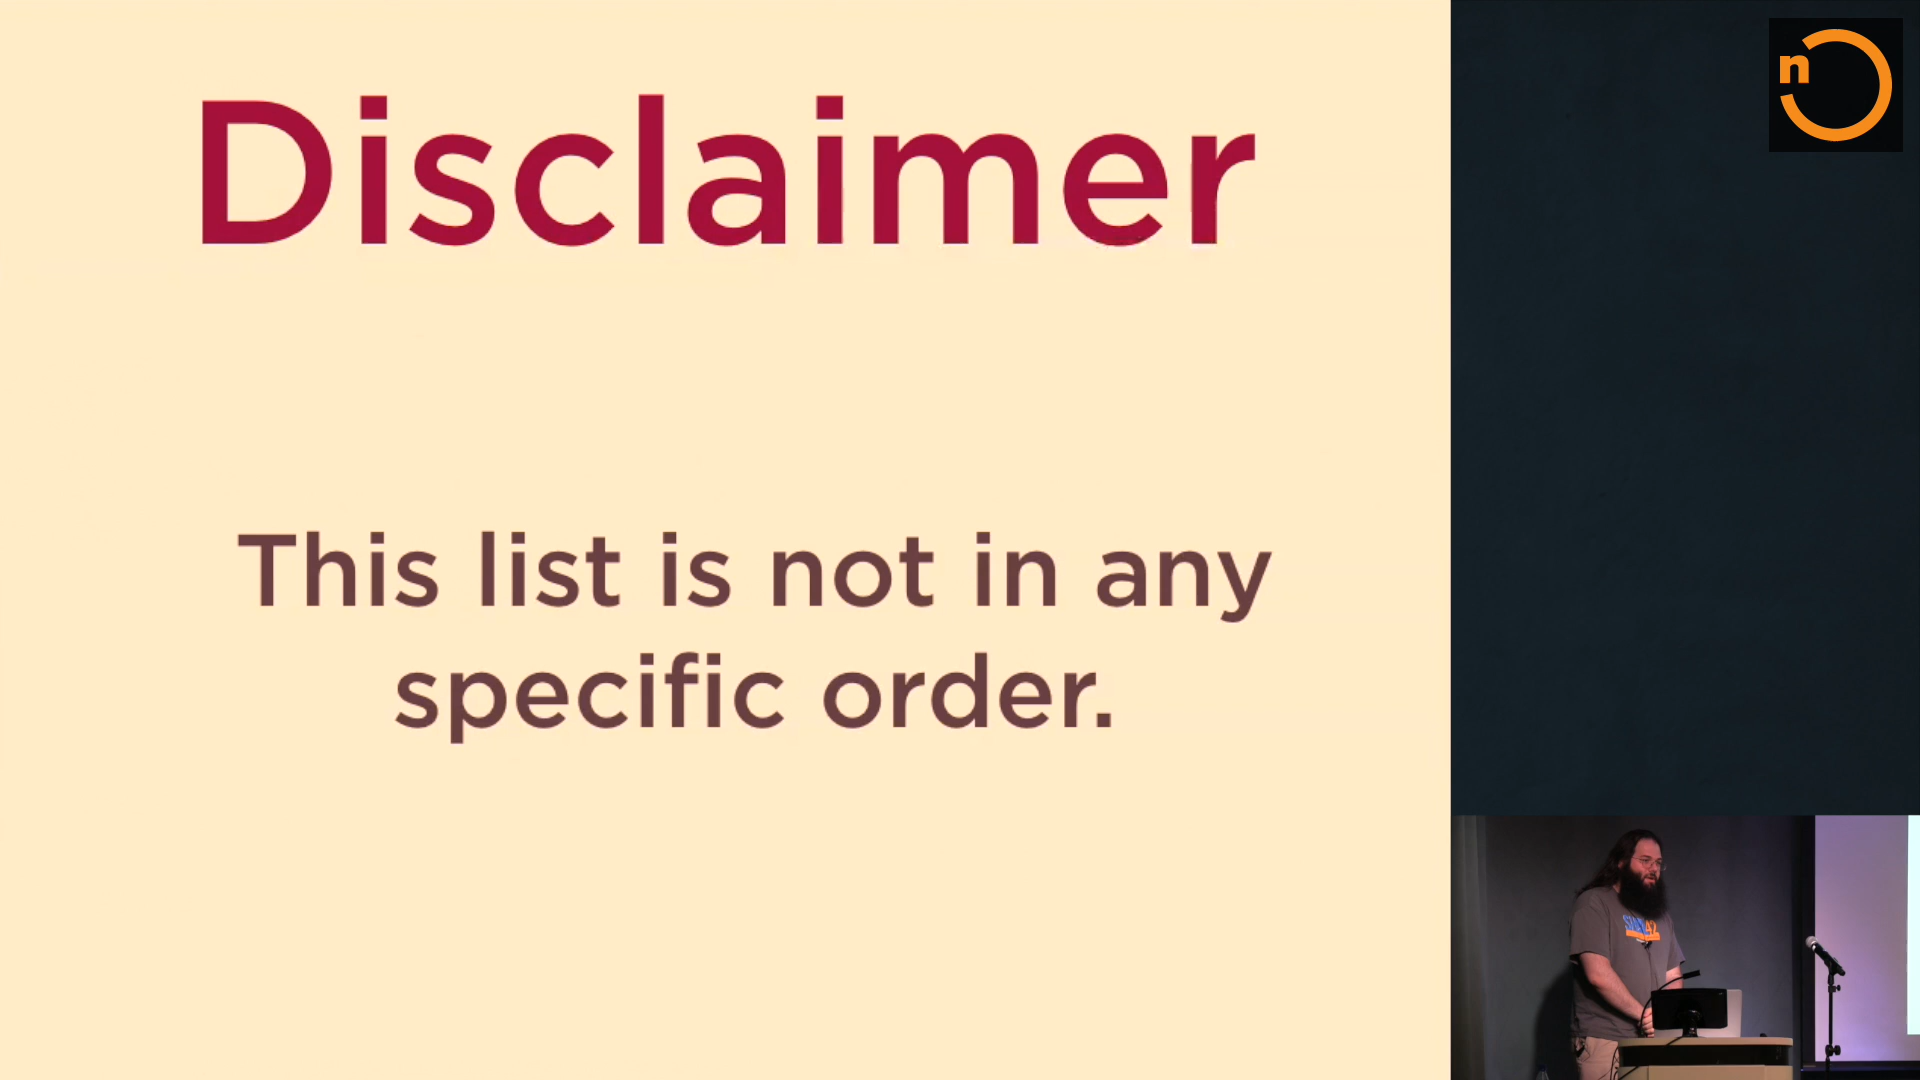 Disclaimer
n
This list is not in any
specific order.